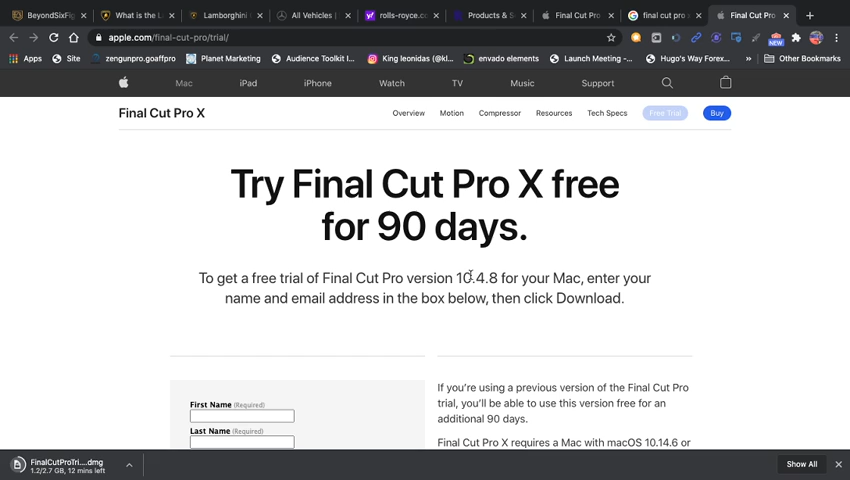 BeyondSixFig
What is the La
Lamborghini
All Vehicles |
rolls-royce.co
Products & Se
Final Cut Pro
final cut pro x
Final Cut Pro
apple.com/final-cut-pro/trial/
NEW
Apps
Site
zengunpro.goaffpro
Planet Marketing
Audience Toolkit I...
King leonidas (@kl...
envado elements
Launch Meeting -...
Hugo's Way Forex...
»
Other Bookmarks
Mac
iPad
iPhone
Watch
TV
Music
Support
Final Cut Pro X
Overview
Motion
Compressor
Resources
Tech Specs
Free Trial
Buy
Try Final Cut Pro X free
for 90 days.
To get a free trial of Final Cut Pro version 10.4.8 for your Mac, enter your
name and email address in the box below, then click Download.
First Name (Required)
Last Name (Required)
If you're using a previous version of the Final Cut Pro
trial, you'll be able to use this version free for an
additional 90 days.
Final Cut Pro X requires a Mac with macOS 10.14.6 or
FinalCutProTri....dmg
1.2/2.7 GB, 12 mins left
Show All